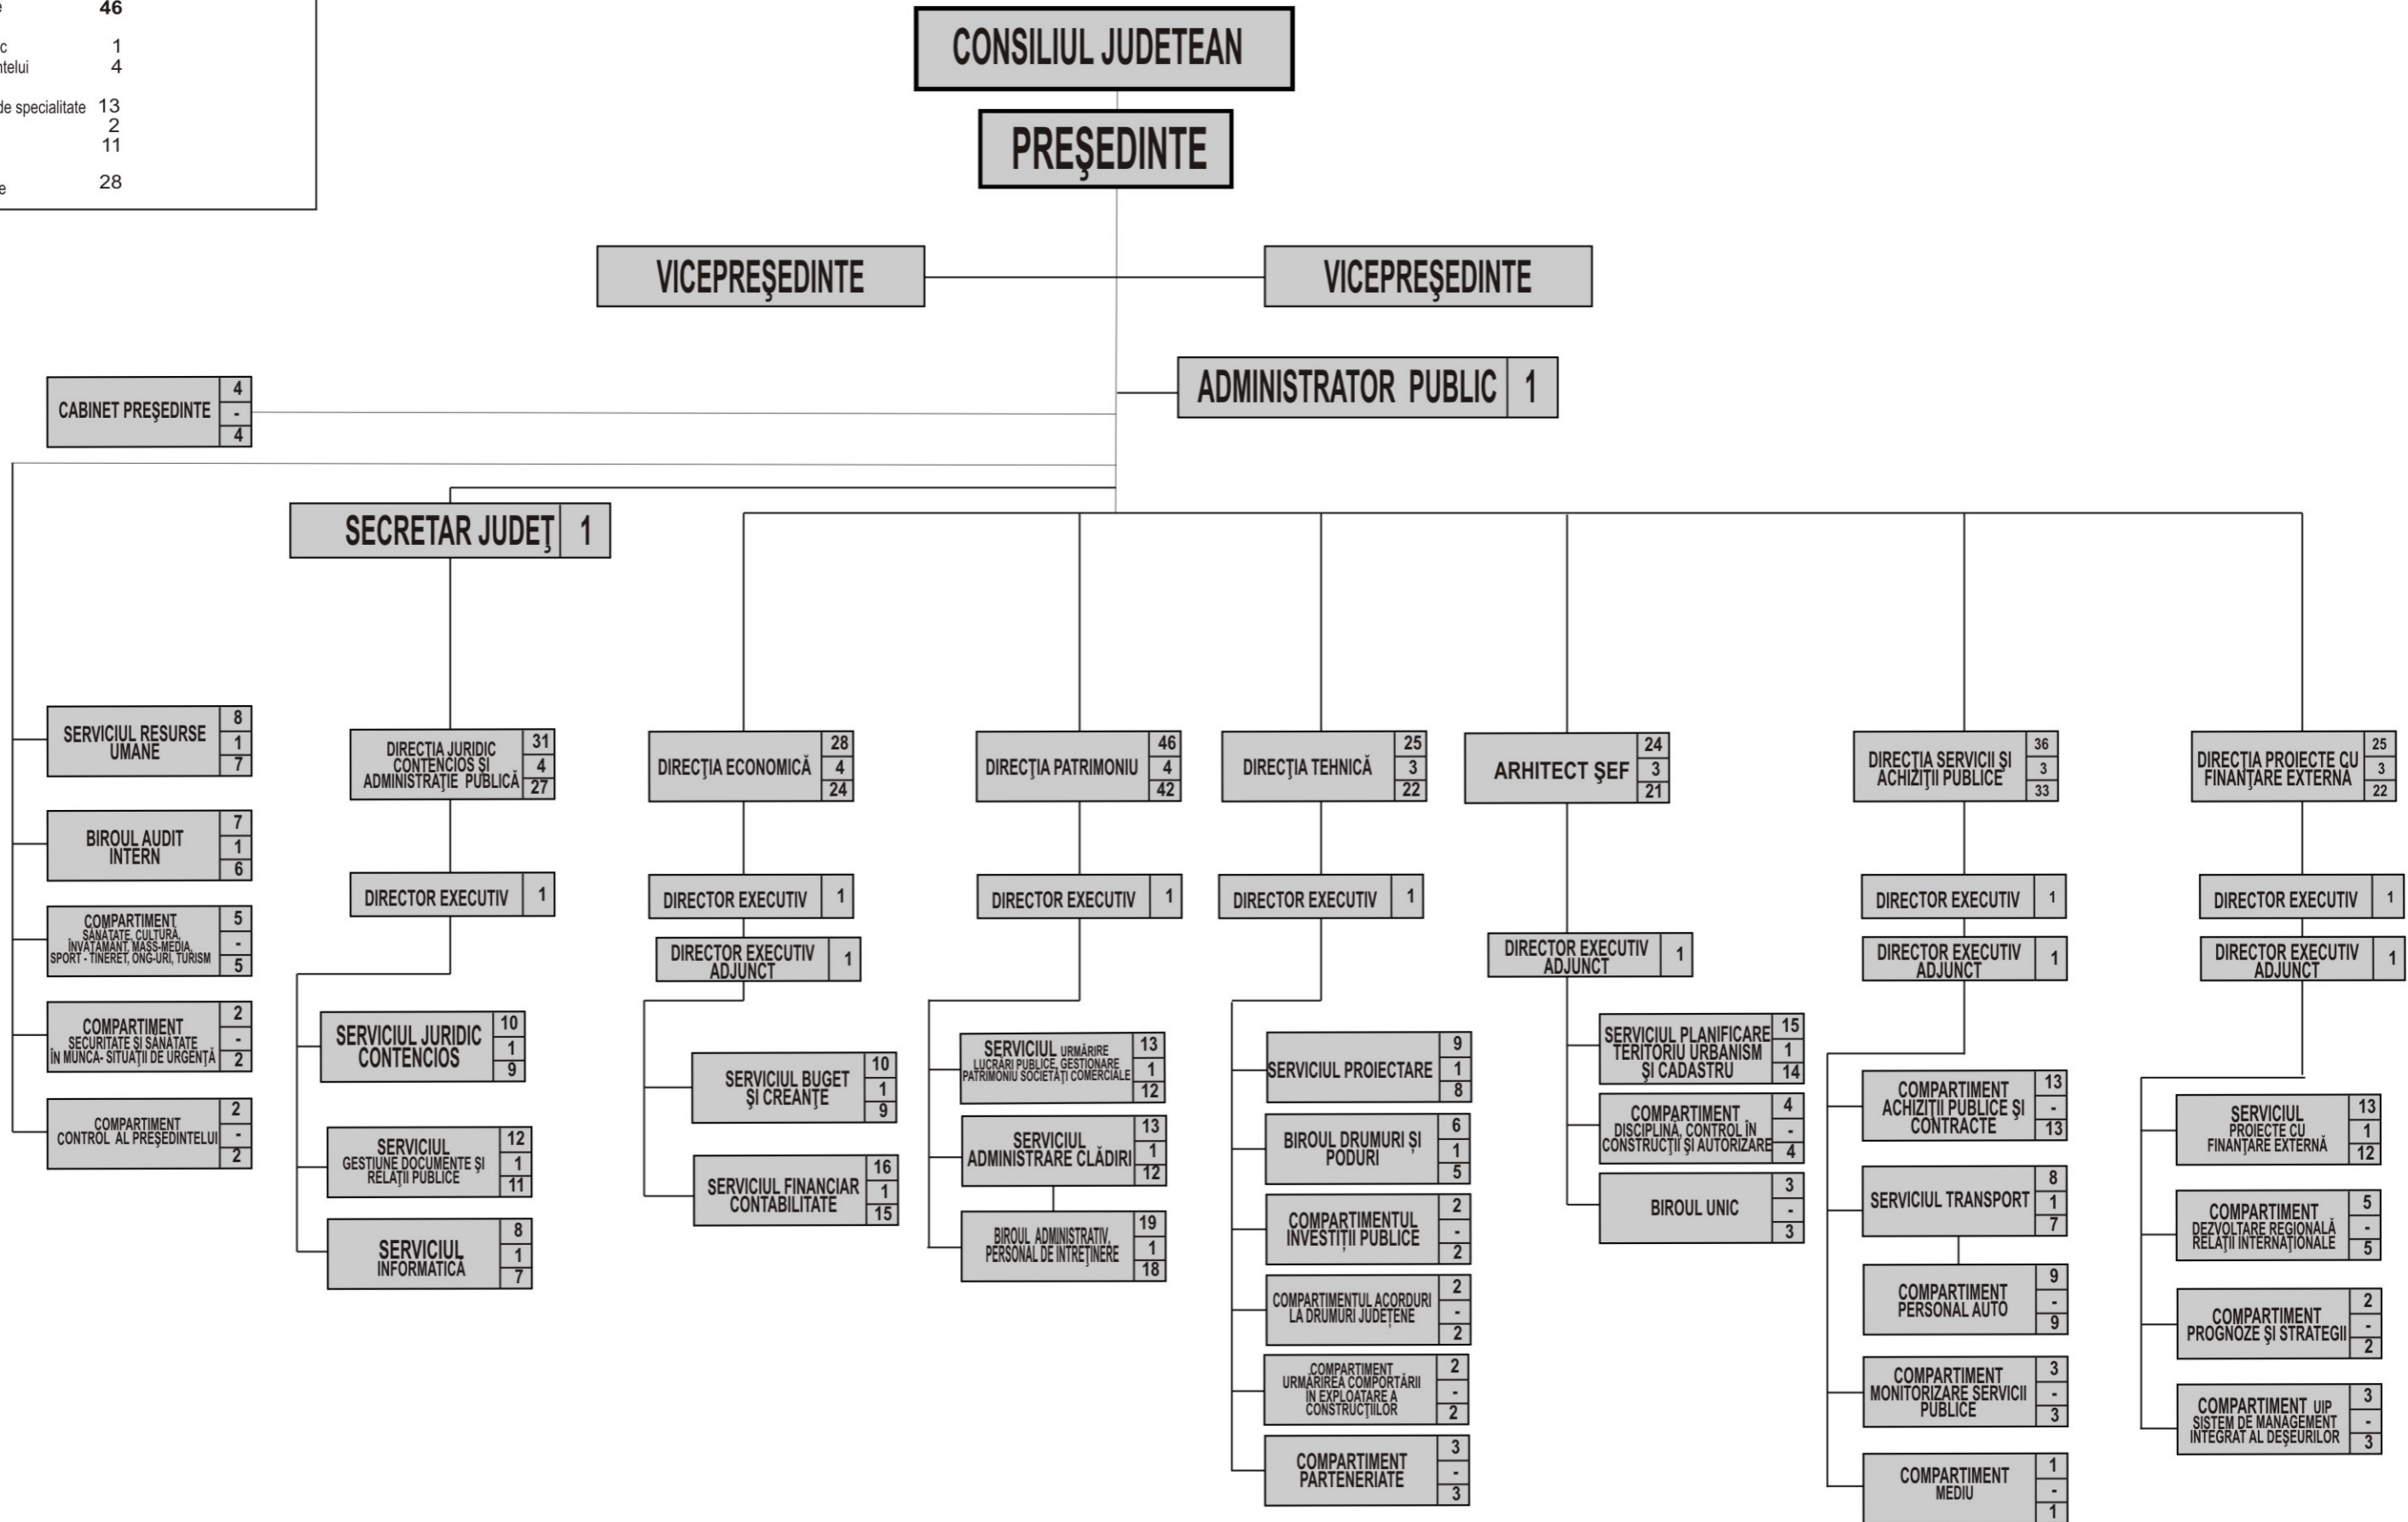 46
1
4
de specialitate 13
2
11
28
CONSILIUL JUDETEAN
PREŞEDINTE
VICEPREŞEDINTE
VICEPREŞEDINTE
ADMINISTRATOR PUBLIC 1
CABINET PREŞEDINTE
4
-
4
SECRETAR JUDEŢ 1
SERVICIUL RESURSE
UMANE
8
1
7
BIROUL AUDIT
INTERN
7
1
6
COMPARTIMENT
SĂNĂTATE, CULTURĂ,
ÎNVĂŢĂMÂNT, MASS-MEDIA,
SPORT - TINERET, ONG-URI, TURISM
5
-
5
COMPARTIMENT
SECURITATE ŞI SĂNĂTATE
ÎN MUNCA- SITUAŢII DE URGENŢĂ
2
-
2
COMPARTIMENT
CONTROL AL PREŞEDINTELUI
2
-
2
DIRECŢIA JURIDIC
CONTENCIOS ŞI
ADMINISTRAŢIE PUBLICĂ
31
4
27
DIRECTOR EXECUTIV 1
SERVICIUL JURIDIC
CONTENCIOS
10
1
9
SERVICIUL
GESTIUNE DOCUMENTE ŞI
RELAŢII PUBLICE
12
1
11
SERVICIUL
INFORMATICĂ
8
1
7
DIRECŢIA ECONOMICĂ
28
4
24
DIRECTOR EXECUTIV 1
DIRECTOR EXECUTIV
ADJUNCT
1
SERVICIUL BUGET
ŞI CREANŢE
10
1
9
SERVICIUL FINANCIAR
CONTABILITATE
16
1
15
DIRECŢIA PATRIMONIU
46
4
42
DIRECTOR EXECUTIV 1
SERVICIUL URMĂRIRE
LUCRĂRI PUBLICE, GESTIONARE
PATRIMONIU SOCIETĂŢI COMERCIALE
13
1
12
SERVICIUL
ADMINISTRARE CLĂDIRI
13
1
12
BIROUL ADMINISTRATIV,
PERSONAL DE ÎNTREŢINERE
19
1
18
DIRECŢIA TEHNICĂ
25
3
22
DIRECTOR EXECUTIV 1
SERVICIUL PROIECTARE
9
1
8
BIROUL DRUMURI ȘI
PODURI
6
1
5
COMPARTIMENTUL
INVESTIȚII PUBLICE
2
-
2
COMPARTIMENTUL ACORDURI
LA DRUMURI JUDEȚENE
2
-
2
COMPARTIMENT
URMĂRIREA COMPORTĂRII
ÎN EXPLOATARE A
CONSTRUCŢIILOR
2
-
2
COMPARTIMENT
PARTENERIATE
3
-
3
ARHITECT ŞEF
24
3
21
DIRECTOR EXECUTIV
ADJUNCT
1
SERVICIUL PLANIFICARE
TERITORIU URBANISM
ŞI CADASTRU
15
1
14
COMPARTIMENT
DISCIPLINĂ, CONTROL ÎN
CONSTRUCŢII ŞI AUTORIZARE
4
-
4
BIROUL UNIC
3
-
3
DIRECŢIA SERVICII ŞI
ACHIZIŢII PUBLICE
36
3
33
DIRECTOR EXECUTIV 1
DIRECTOR EXECUTIV
ADJUNCT
1
COMPARTIMENT
ACHIZIŢII PUBLICE ŞI
CONTRACTE
13
-
13
SERVICIUL TRANSPORT
8
1
7
COMPARTIMENT
PERSONAL AUTO
9
-
9
COMPARTIMENT
MONITORIZARE SERVICII
PUBLICE
3
-
3
COMPARTIMENT
MEDIU
1
-
1
DIRECŢIA PROIECTE CU
FINANŢARE EXTERNĂ
25
3
22
DIRECTOR EXECUTIV 1
DIRECTOR EXECUTIV
ADJUNCT
1
SERVICIUL
PROIECTE CU
FINANŢARE EXTERNĂ
13
1
12
COMPARTIMENT
DEZVOLTARE REGIONALĂ
RELAŢII INTERNAŢIONALE
5
-
5
COMPARTIMENT
PROGNOZE ŞI STRATEGII
2
-
2
COMPARTIMENT UIP
SISTEM DE MANAGEMENT
INTEGRAT AL DEŞEURILOR
3
-
3